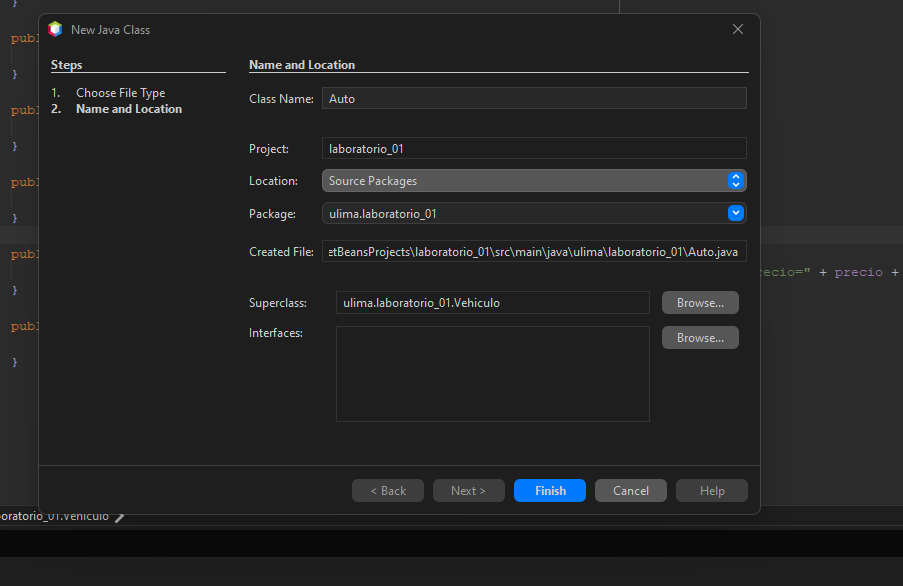 }
New Java Class
publ
Steps
Name and Location
}
1. Choose File Type
2. Name and Location
Class Name: Auto
publ
}
Project: laboratorio_01
Location: Source Packages
publ
Package: ulima.laboratorio_01
}
publ
Created File: etBeansProjects\laboratorio_01\src\main\java\ulima\laboratorio_01\Auto.java
recio=" + precio +
}
Superclass: ulima.laboratorio_01.Vehiculo Browse...
publ
Interfaces: Browse...
}
< Back Next > Finish Cancel Help
boratorio_01.Vehiculo